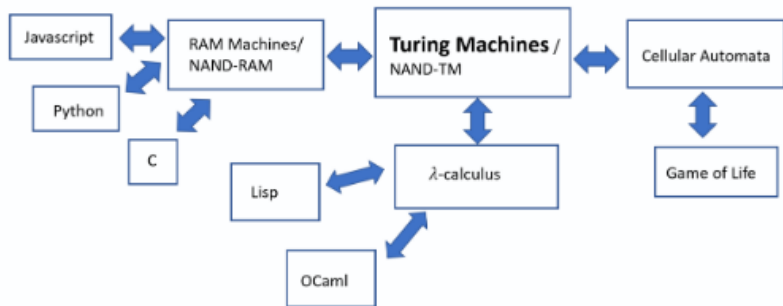 Javascript
RAM Machines/
NAND-RAM
Turing Machines /
NAND-TM
Cellular Automata
Python
C
Lisp
λ-calculus
Game of Life
OCaml